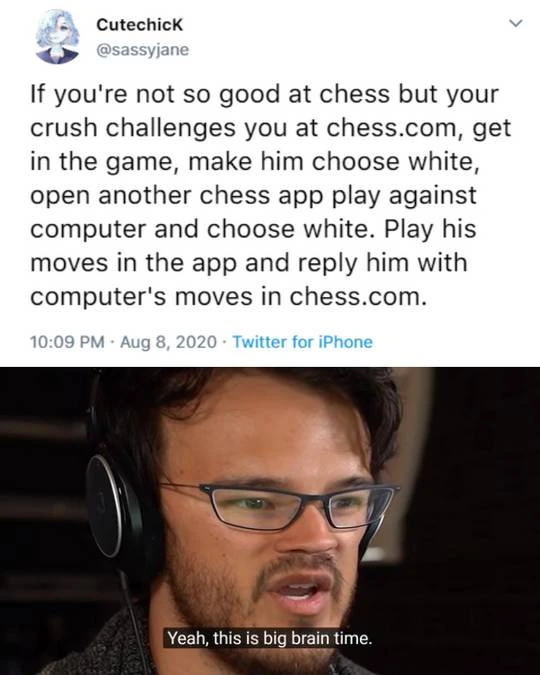 CutechicK
@sassyjane
If you're not so good at chess but your
crush challenges you at chess.com, get
in the game, make him choose white,
open another chess app play against
computer and choose white. Play his
moves in the app and reply him with
computer's moves in chess.com.
10:09 PM · Aug 8, 2020 · Twitter for iPhone
Yeah, this is big brain time.